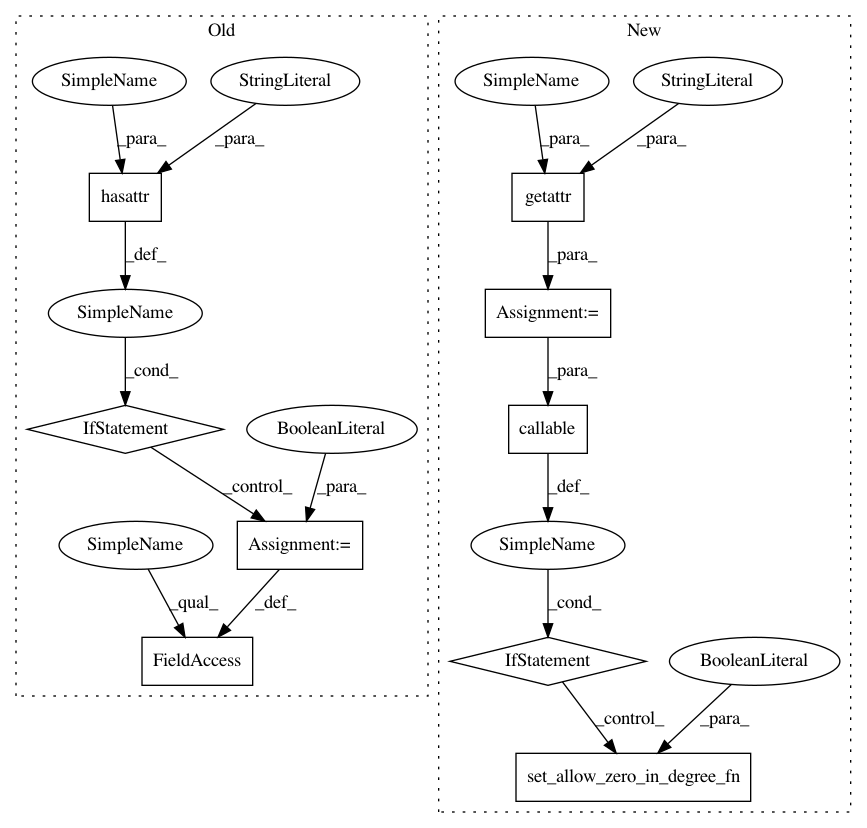 Old
New
SimpleName
StringLiteral
SimpleName
StringLiteral
_para_
_para_
_para_
_para_
hasattr
getattr
_def_
_para_
SimpleName
Assignment:=
_cond_
_para_
IfStatement
BooleanLiteral
callable
_control_
_para_
_def_
SimpleName
Assignment:=
SimpleName
_qual_
_def_
_cond_
FieldAccess
IfStatement
BooleanLiteral
_control_
_para_
set_allow_zero_in_degree_fn